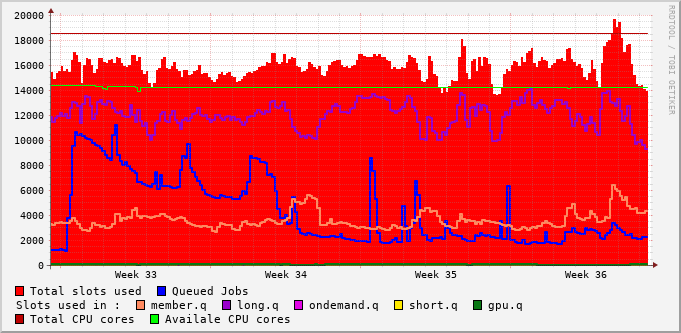 20000
18000
16000
14000
12000
10000
8000
6000
4000
2000
0
Week 33 Week 34 Week 35 Week 36
RRDTOOL / TOBI OETIKER
Total slots used Queued Jobs
Slots used in : member.q long.q ondemand.q short.q gpu.q
Total CPU cores Availale CPU cores